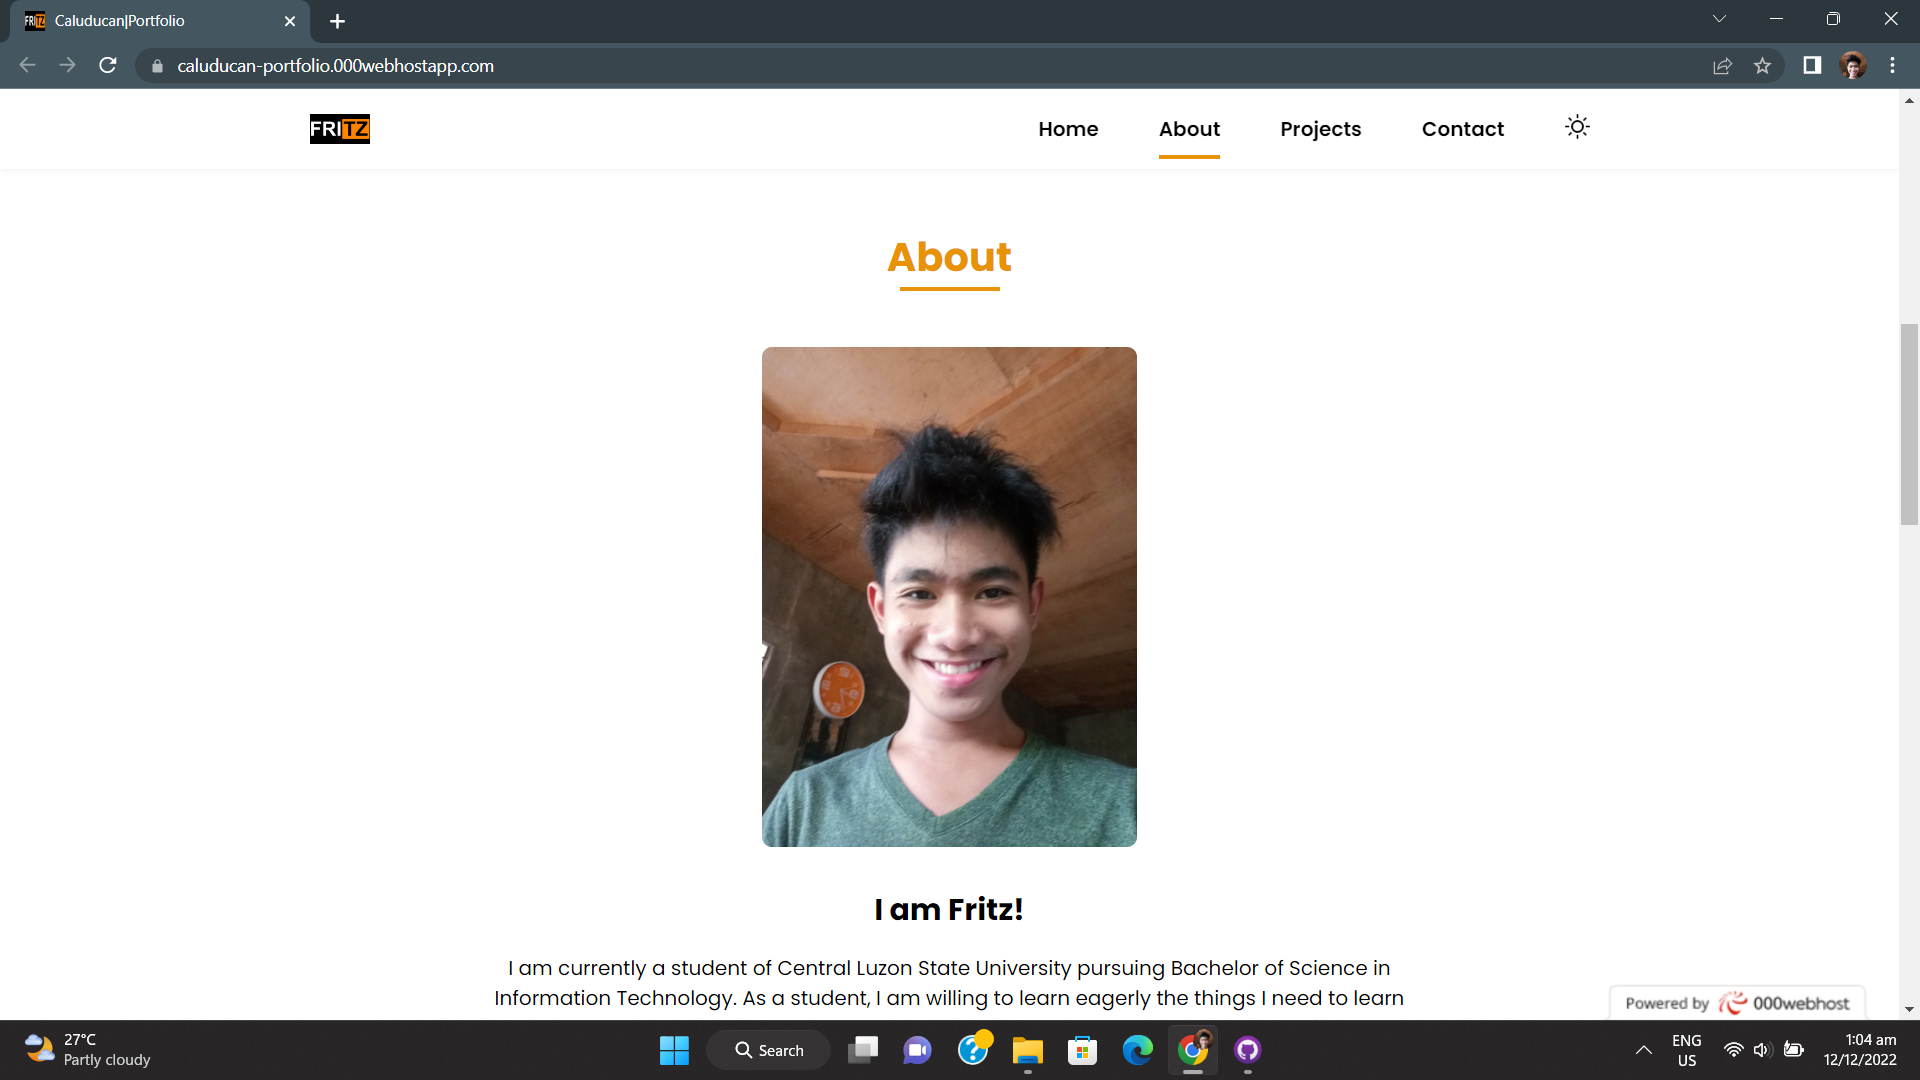 FRITZ Caluducan|Portfolio
caluducan-portfolio.000webhostapp.com
FRITZ Home About Projects Contact
About
I am Fritz!
I am currently a student of Central Luzon State University pursuing Bachelor of Science in
Information Technology. As a student, I am willing to learn eagerly the things I need to learn
Powered by 000webhost
27°C
Partly cloudy
Search
ENG
US
1:04 am
12/12/2022